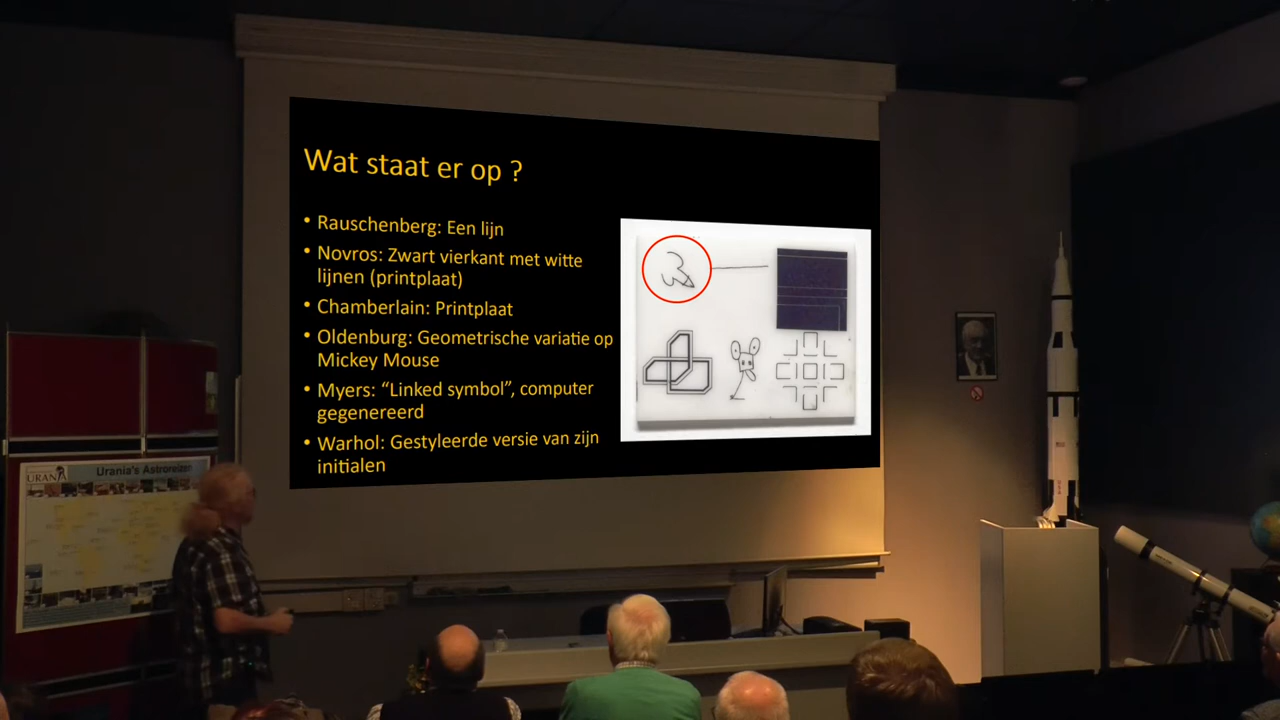 Wat staat er op ?
• Rauschenberg: Een lijn
• Novros: Zwart vierkant met witte
lijnen (printplaat)
• Chamberlain: Printplaat
• Oldenburg: Geometrische variatie op
Mickey Mouse
• Myers: “Linked symbol”, computer
gegenereerd
• Warhol: Gestyleerde versie van zijn
initialen
URANIA
Urania's Astroreizen